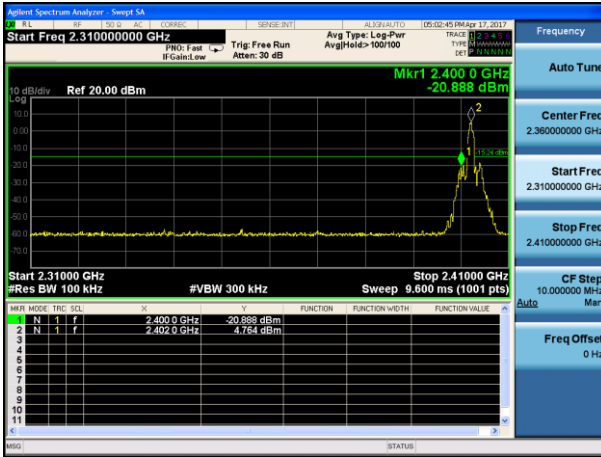 Agilent Spectrum Analyzer - Swept SA
RL RF 50 Ω AC CORREC SENSE:INT ALIGNAUTO 05:02:45 PM Apr 17, 2017
Start Freq 2.310000000 GHz
PNO: Fast
IFGain:Low
Trig: Free Run
Atten: 30 dB
Avg Type: Log-Pwr
Avg|Hold:>100/100
TRACE 1 2 3 4 5 6
TYPE M WWWWW
DET P N N N N N
Frequency
Auto Tune
Center Freq
2.360000000 GHz
Start Freq
2.310000000 GHz
Stop Freq
2.410000000 GHz
CF Step
10.000000 MHz
Auto Man
Freq Offset
0 Hz
Mkr1 2.400 0 GHz
-20.888 dBm
10 dB/div Ref 20.00 dBm
Log
10.0
0.00
-10.0
-20.0
-30.0
-40.0
-50.0
-60.0
-70.0
2
1
-15.24 dBm
Start 2.31000 GHz Stop 2.41000 GHz
#Res BW 100 kHz #VBW 300 kHz Sweep 9.600 ms (1001 pts)
MKR MODE TRC SCL X Y FUNCTION FUNCTION WIDTH FUNCTION VALUE
1 N 1 f 2.400 0 GHz -20.888 dBm
2 N 1 f 2.402 0 GHz 4.764 dBm
3
4
5
6
7
8
9
10
11
MSG STATUS